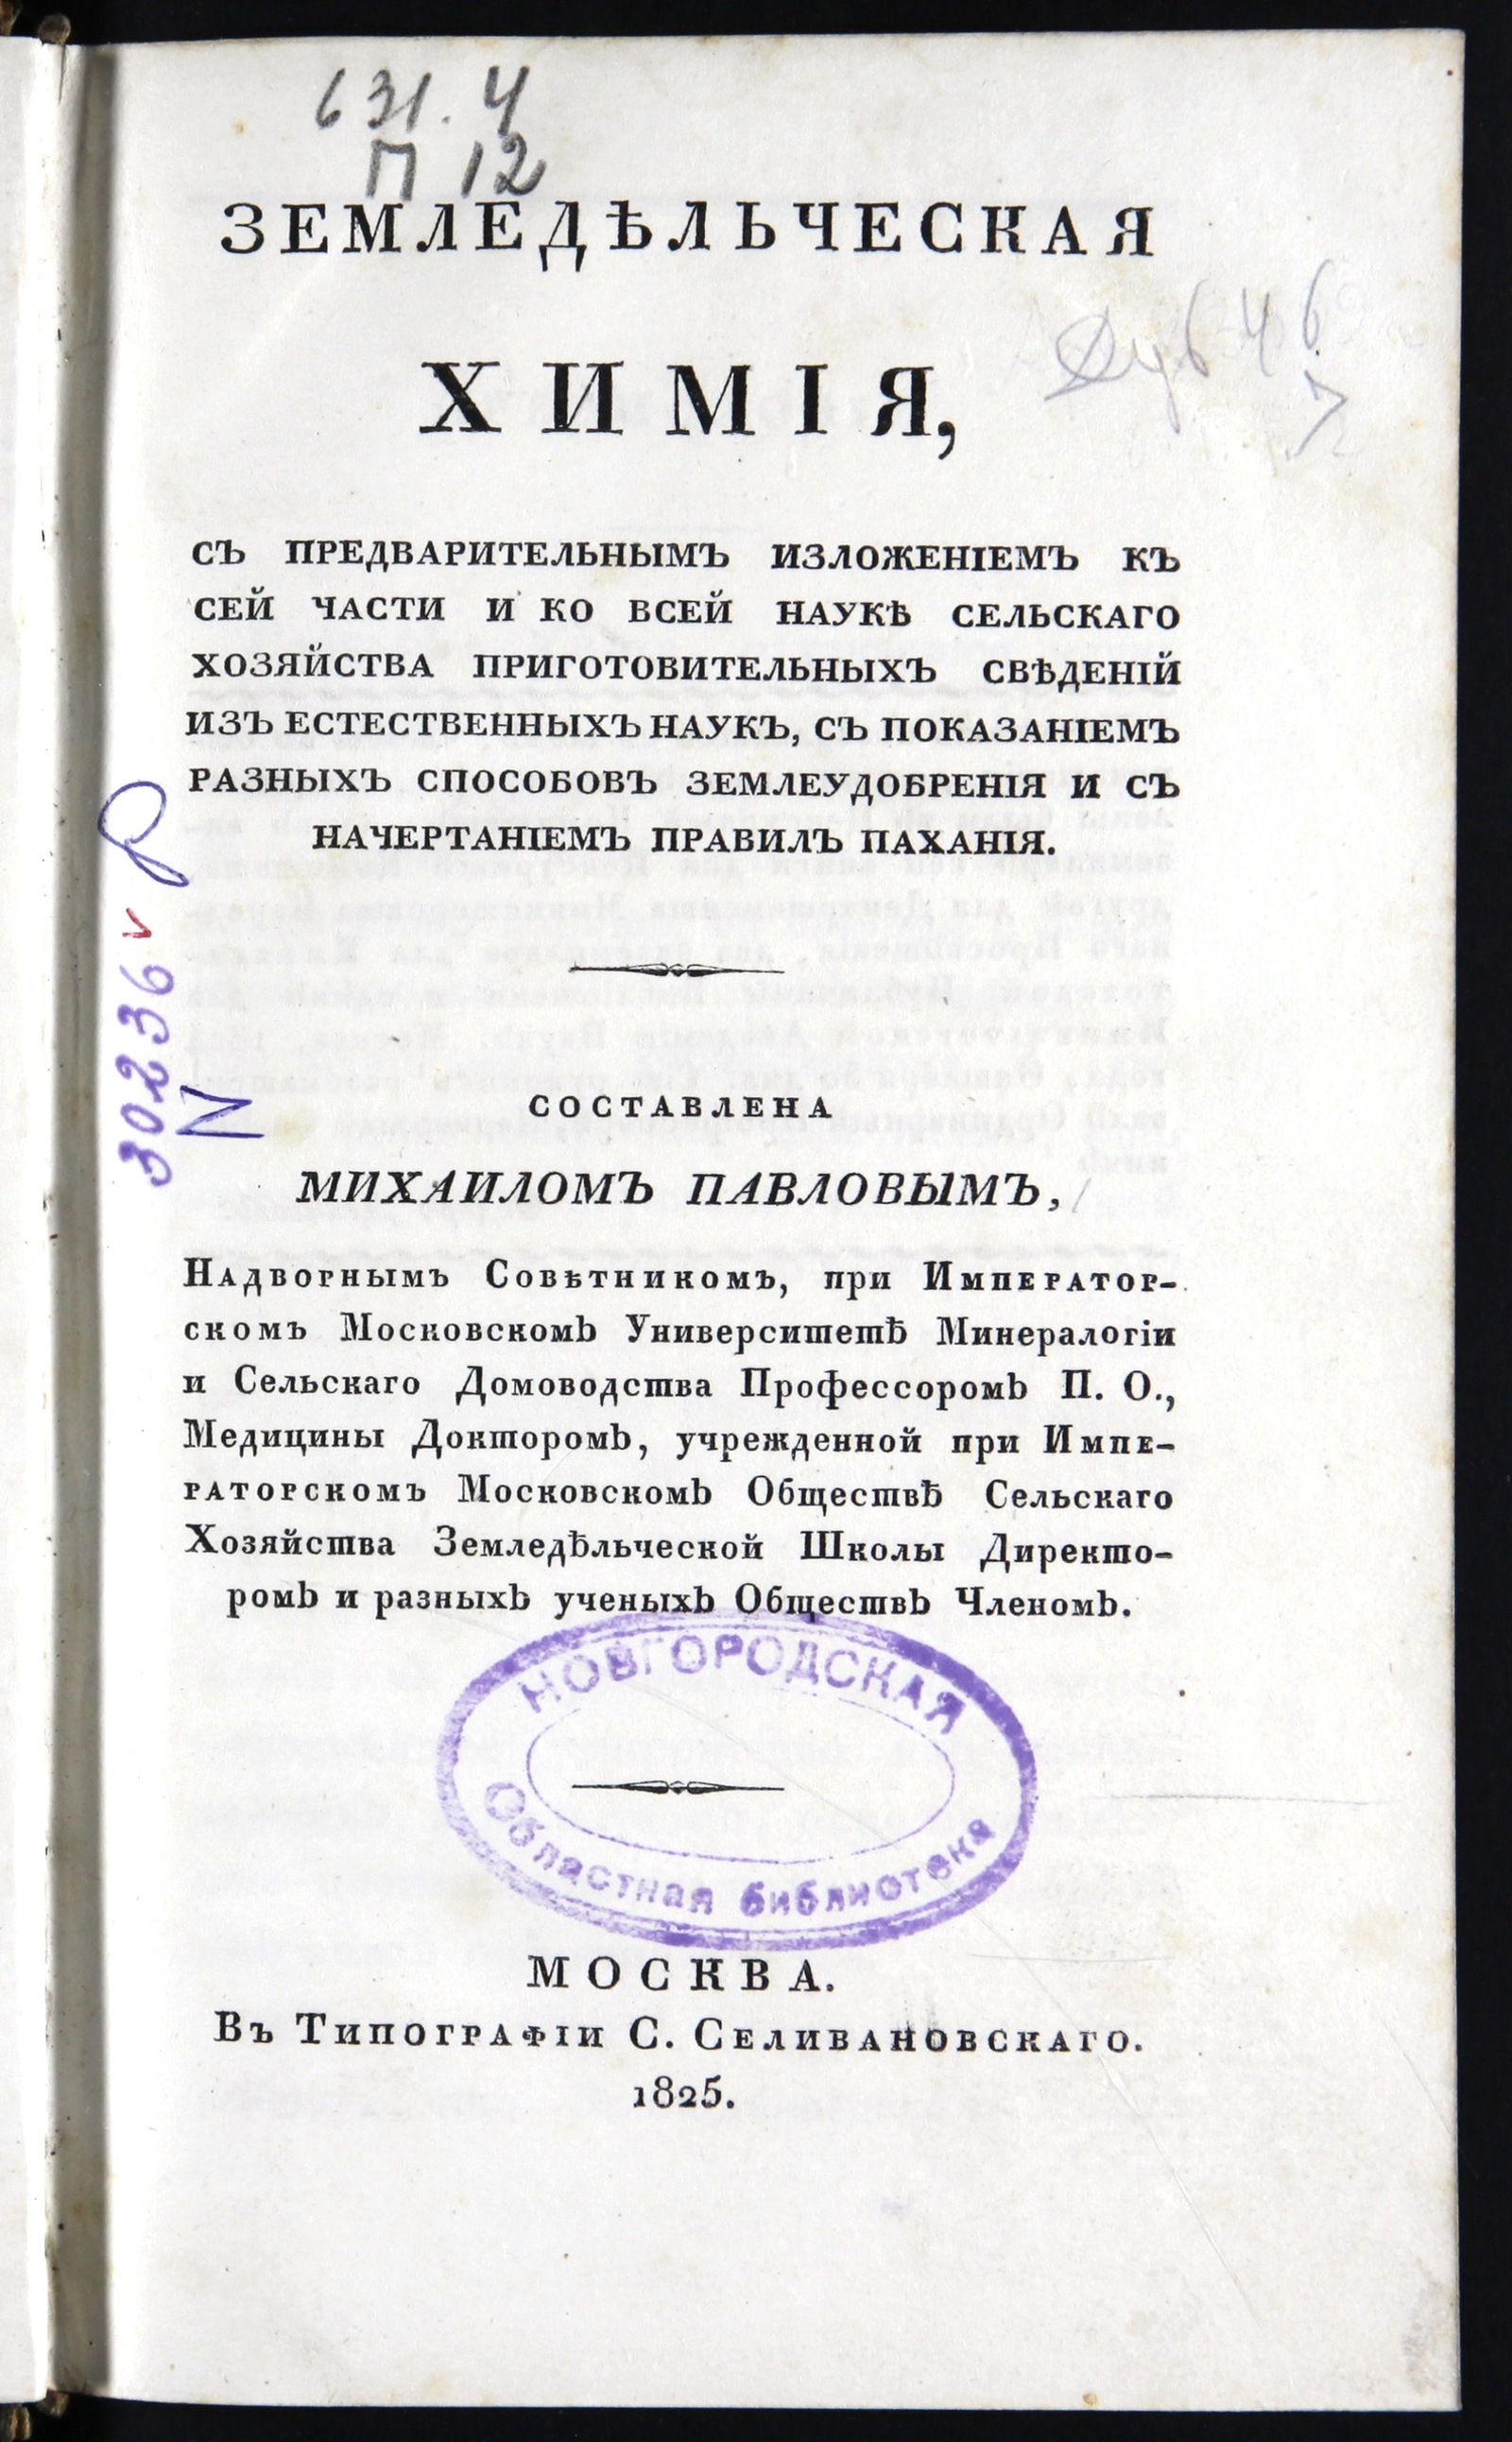 631.4
П 12
ЗЕМЛЕДѢЛЬЧЕСКАЯ
ХИМІЯ,
СЪ ПРЕДВАРИТЕЛЬНЫМЪ ИЗЛОЖЕНІЕМЪ КЪ
СЕЙ ЧАСТИ И КО ВСЕЙ НАУКѢ СЕЛЬСКАГО
ХОЗЯЙСТВА ПРИГОТОВИТЕЛЬНЫХЪ СВѢДЕНІЙ
ИЗЪ ЕСТЕСТВЕННЫХЪ НАУКЪ, СЪ ПОКАЗАНІЕМЪ
РАЗНЫХЪ СПОСОБОВЪ ЗЕМЛЕУДОБРЕНІЯ И СЪ
НАЧЕРТАНІЕМЪ ПРАВИЛЪ ПАХАНІЯ.
30236
N
СОСТАВЛЕНА
МИХАИЛОМЪ ПАВЛОВЫМЪ,
Надворнымъ Совѣтникомъ, при Император-
скомъ Московскомъ Университетѣ Минералогіи
и Сельскаго Домоводства Профессоромъ П. О.,
Медицины Докторомъ, учрежденной при Импе-
раторскомъ Московскомъ Обществѣ Сельскаго
Хозяйства Земледѣльческой Школы Директо-
ромъ и разныхъ ученыхъ Обществъ Членомъ.
НОВГОРОДСКАЯ
Областная библиотека
МОСКВА.
Въ Типографіи С. Селивановскаго.
1825.